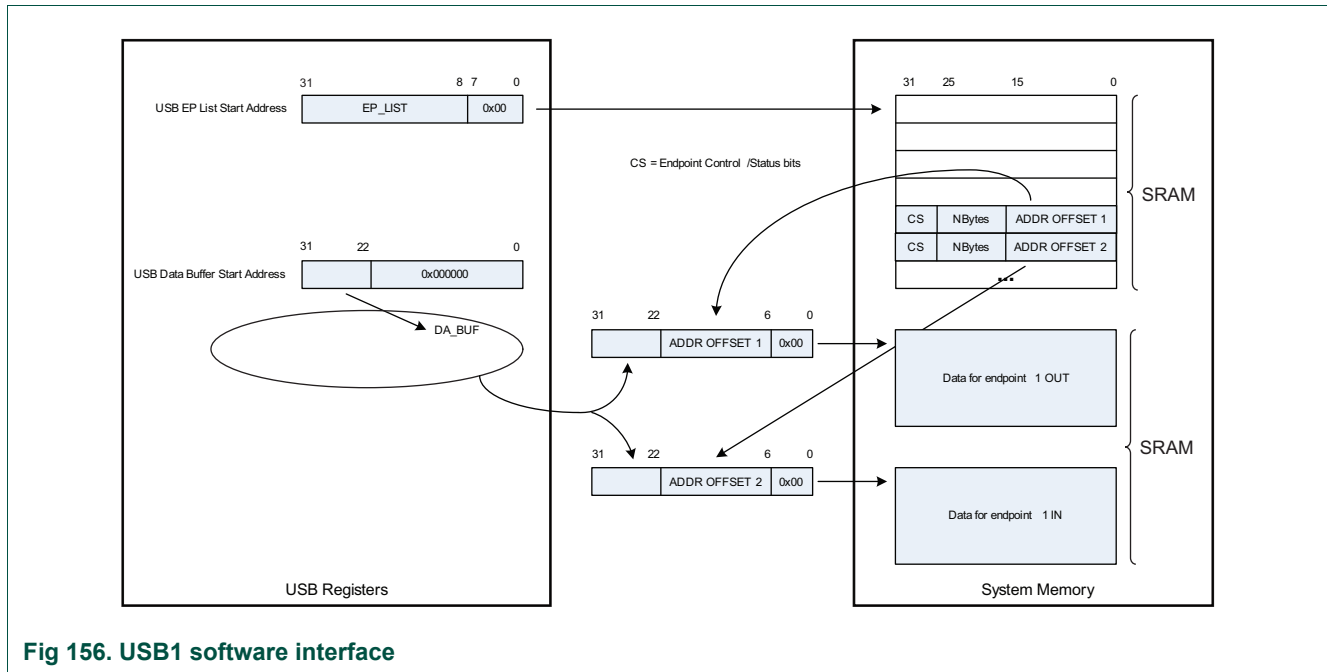 31 8 7 0
USB EP List Start Address EP_LIST 0x00
31 25 15 0
CS = Endpoint Control /Status bits
SRAM
CS NBytes ADDR OFFSET 1
CS NBytes ADDR OFFSET 2
...
31 22 0
USB Data Buffer Start Address 0x000000
DA_BUF
31 22 6 0
ADDR OFFSET 1 0x00
Data for endpoint 1 OUT
SRAM
31 22 6 0
ADDR OFFSET 2 0x00
Data for endpoint 1 IN
USB Registers
System Memory
Fig 156. USB1 software interface